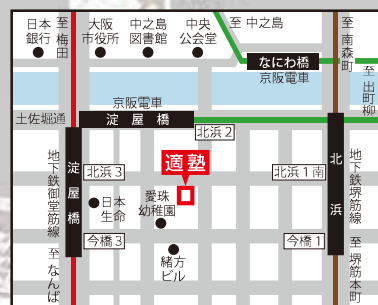 至梅田
日本銀行
大阪市役所
中之島図書館
中央公会堂
至 中之島
至 南森町
なにわ橋
京阪電車
至 出町柳
京阪電車
淀屋橋
土佐堀通
北浜2
適塾
北浜3
北浜1南
淀屋橋
北浜
地下鉄御堂筋線
地下鉄堺筋線
愛珠幼稚園
日本生命
今橋3
今橋1
緒方ビル
至 なんば
至 堺筋本町